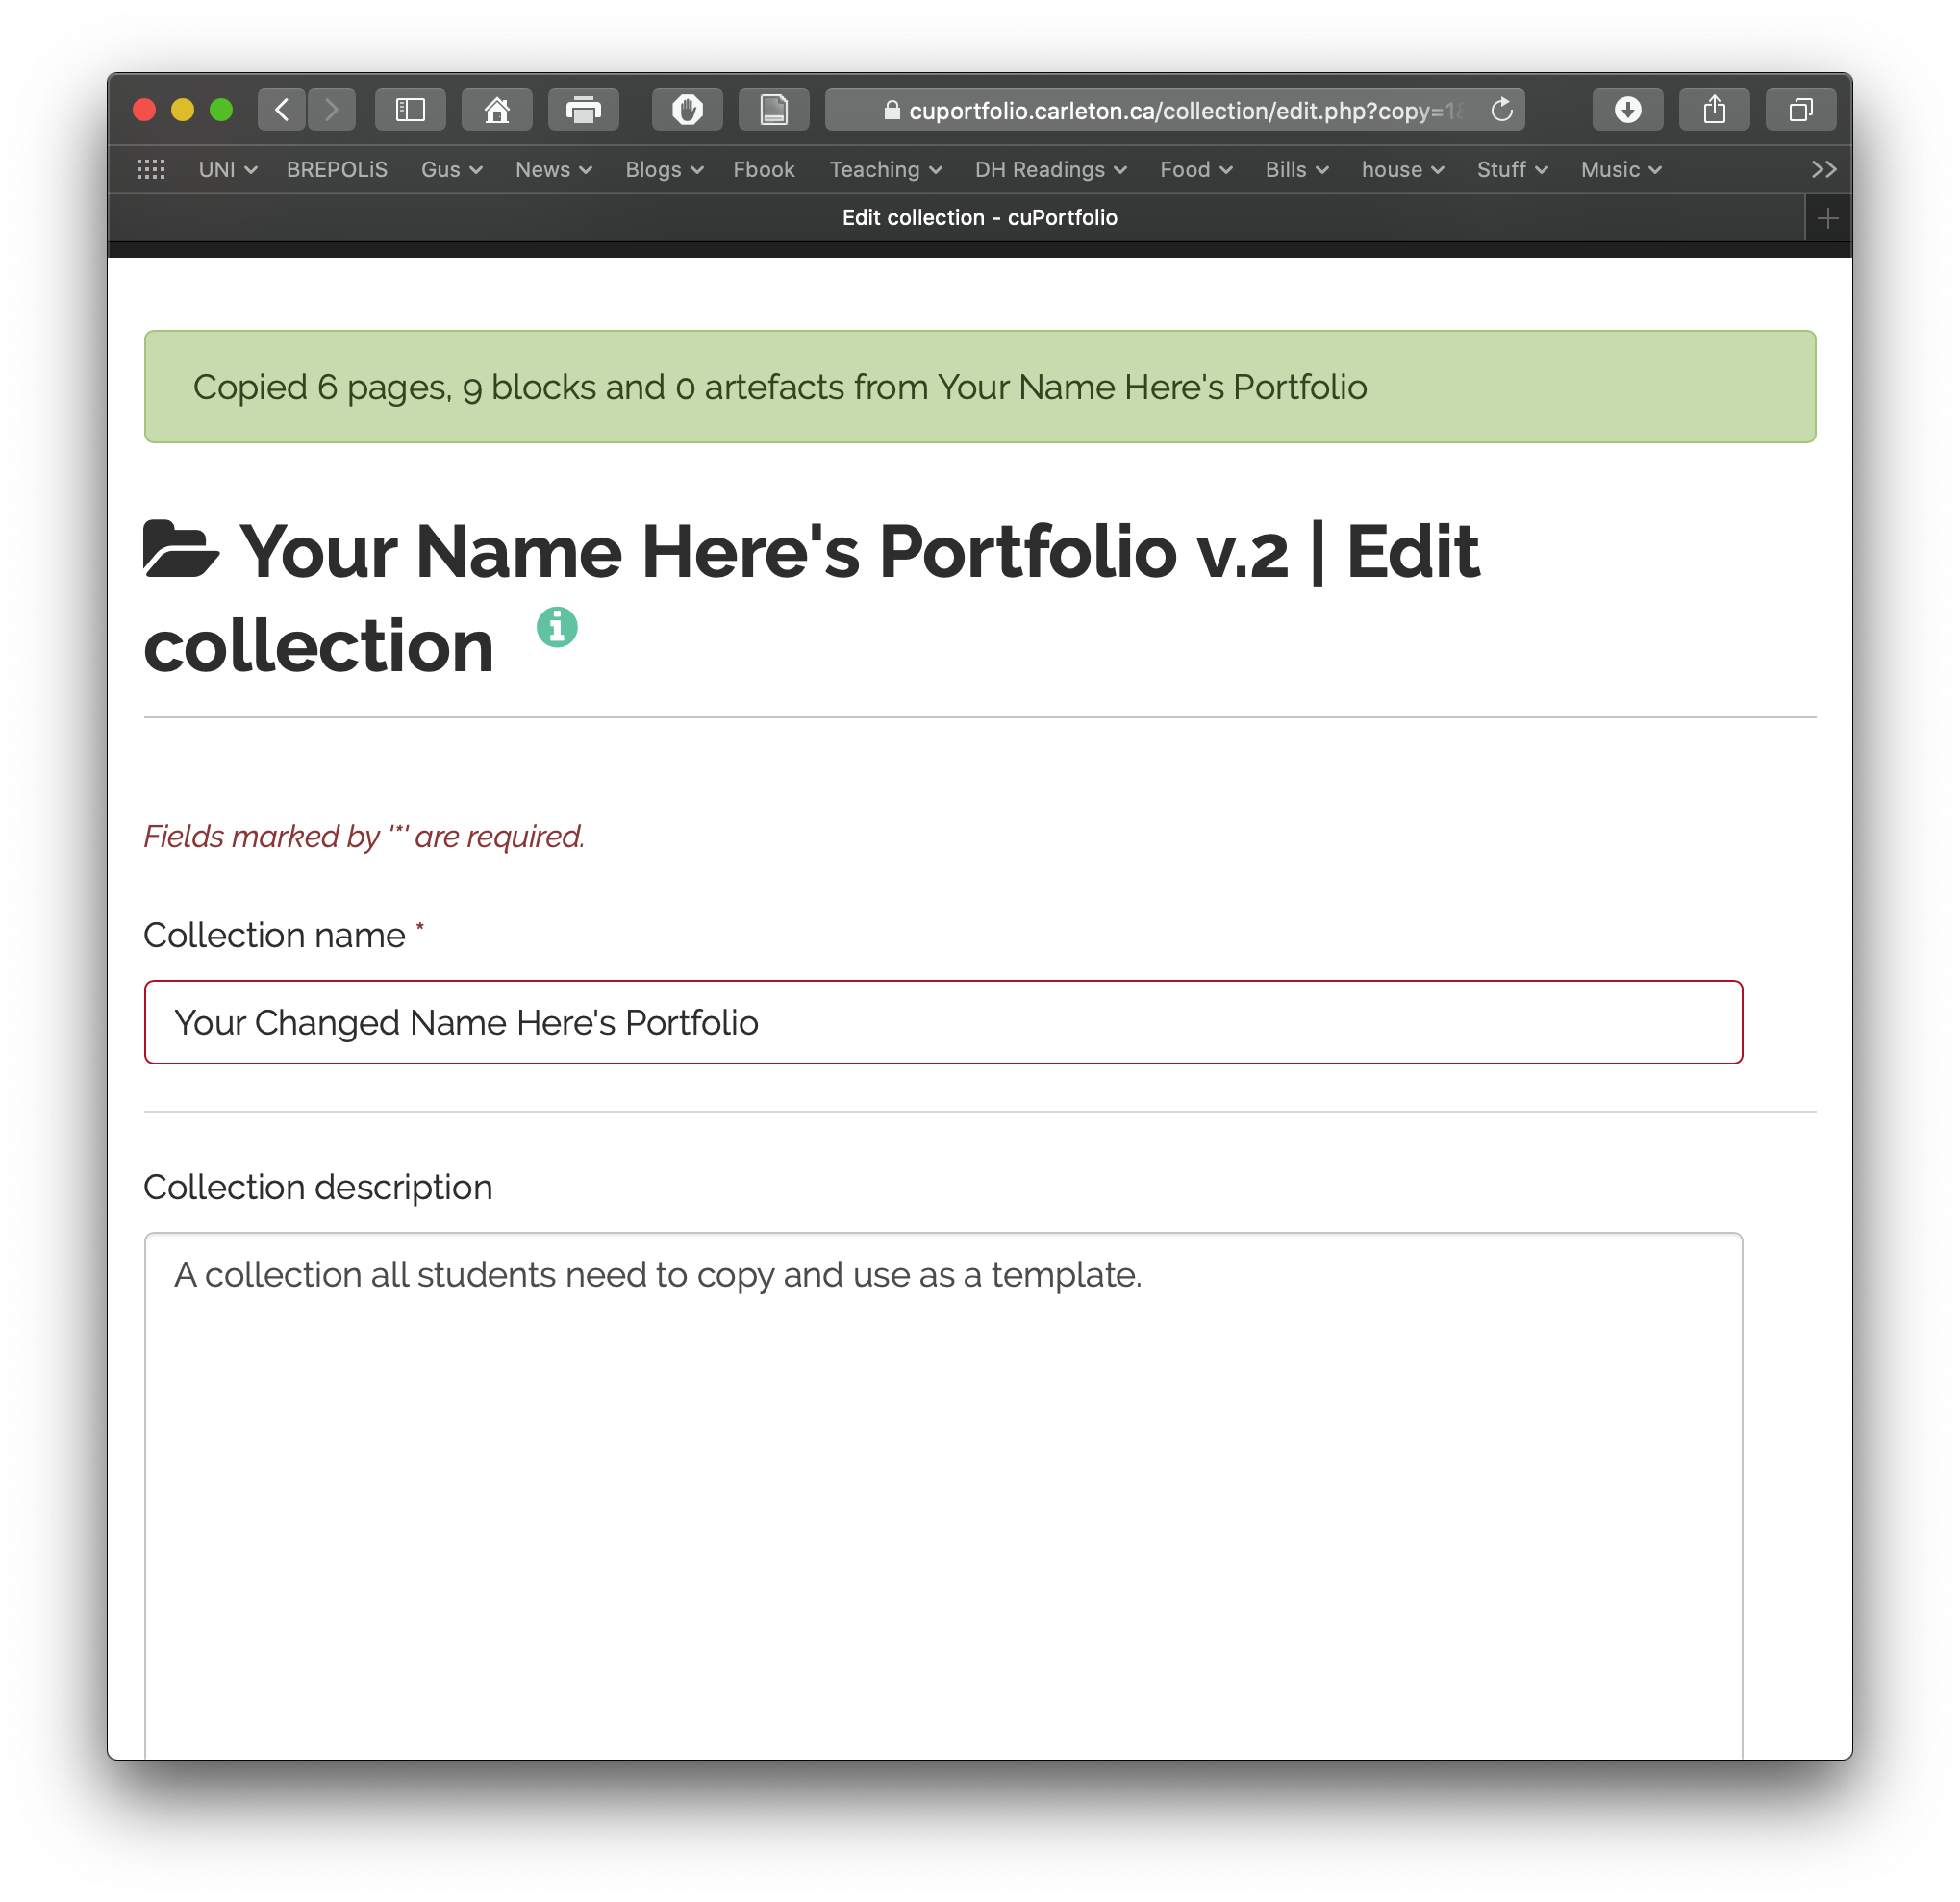 cuportfolio.carleton.ca/collection/edit.php?copy=1
UNI BREPOLiS Gus News Blogs Fbook Teaching DH Readings Food Bills house Stuff Music
Edit collection - cuPortfolio
Copied 6 pages, 9 blocks and 0 artefacts from Your Name Here's Portfolio
Your Name Here's Portfolio v.2 | Edit
collection
Fields marked by '*' are required.
Collection name *
Your Changed Name Here's Portfolio
Collection description
A collection all students need to copy and use as a template.